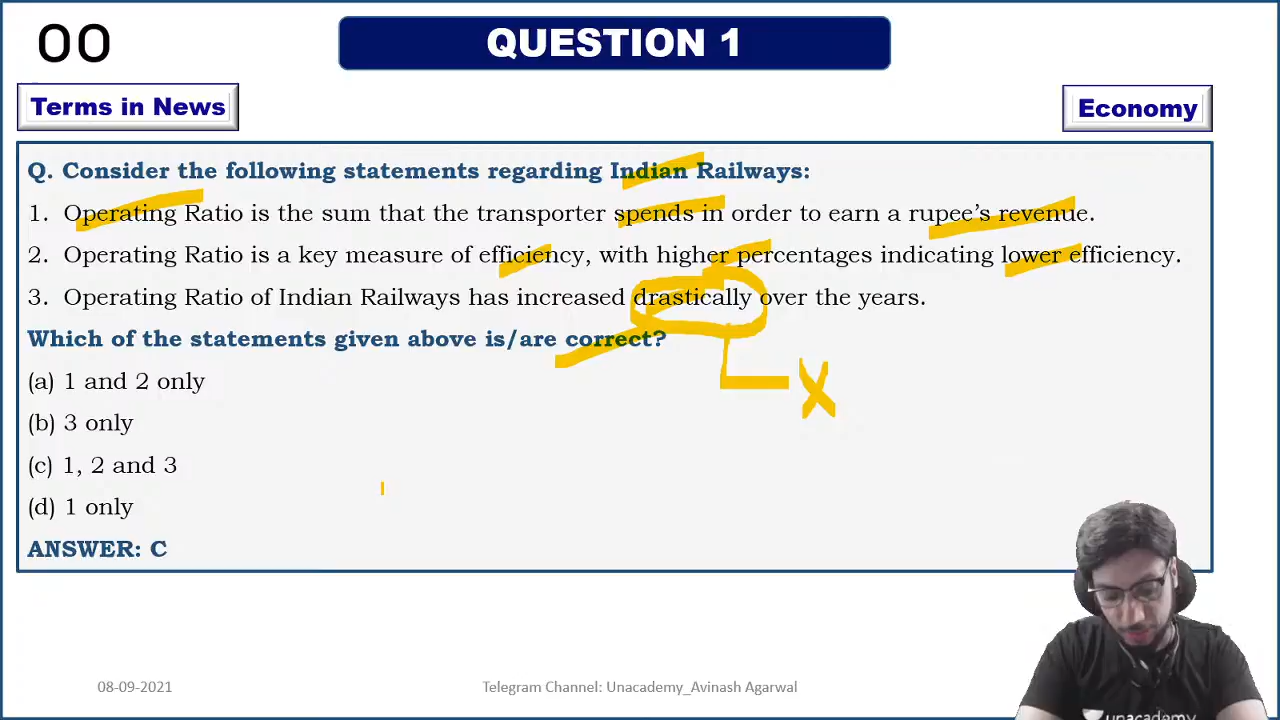 00
QUESTION 1
Terms in News
Economy
Q. Consider the following statements regarding Indian Railways:
1. Operating Ratio is the sum that the transporter spends in order to earn a rupee's revenue.
2. Operating Ratio is a key measure of efficiency, with higher percentages indicating lower efficiency.
3. Operating Ratio of Indian Railways has increased drastically over the years.
Which of the statements given above is/are correct?
(a) 1 and 2 only
(b) 3 only
(c) 1, 2 and 3
(d) 1 only
ANSWER: C
08-09-2021
Telegram Channel: Unacademy_Avinash Agarwal
unacademy